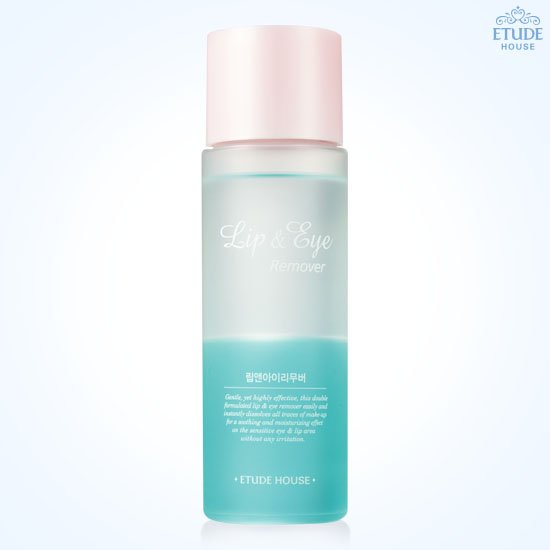 ETUDE
HOUSE
Lip & Eye
Remover
립앤아이리무버
Gentle, yet highly effective, this double
formulated lip & eye remover easily and
instantly dissolves all traces of make-up
for a soothing and moisturizing effect
on the sensitive eye & lip area
without any irritation.
• ETUDE HOUSE •